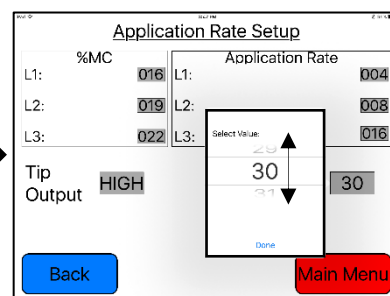 Application Rate Setup
%MC Application Rate
L1: 016 L1: 004
L2: 019 L2: 008
L3: 022 L3: 016
Select Value:
29
30
31
Done
Tip Output HIGH 30
Back Main Menu